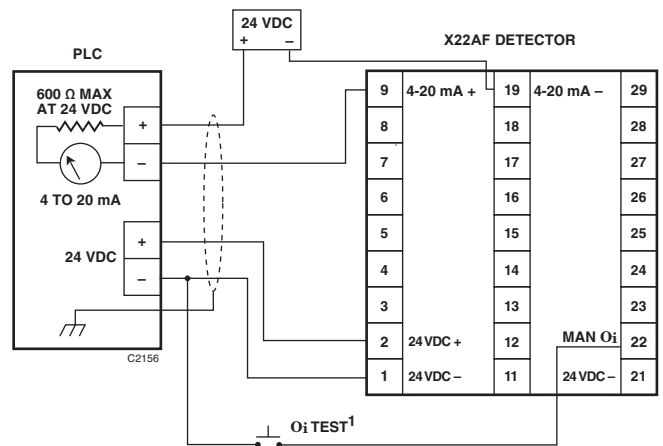 24 VDC
+ –
PLC
X22AF DETECTOR
600 Ω MAX
AT 24 VDC
+
–
4 TO 20 mA
24 VDC
+
–
C2156
9 4-20 mA + 19 4-20 mA – 29
8 18 28
7 17 27
6 16 26
5 15 25
4 14 24
3 13 23
2 24 VDC + 12 MAN Oi 22
1 24 VDC – 11 24 VDC – 21
Oi TEST1